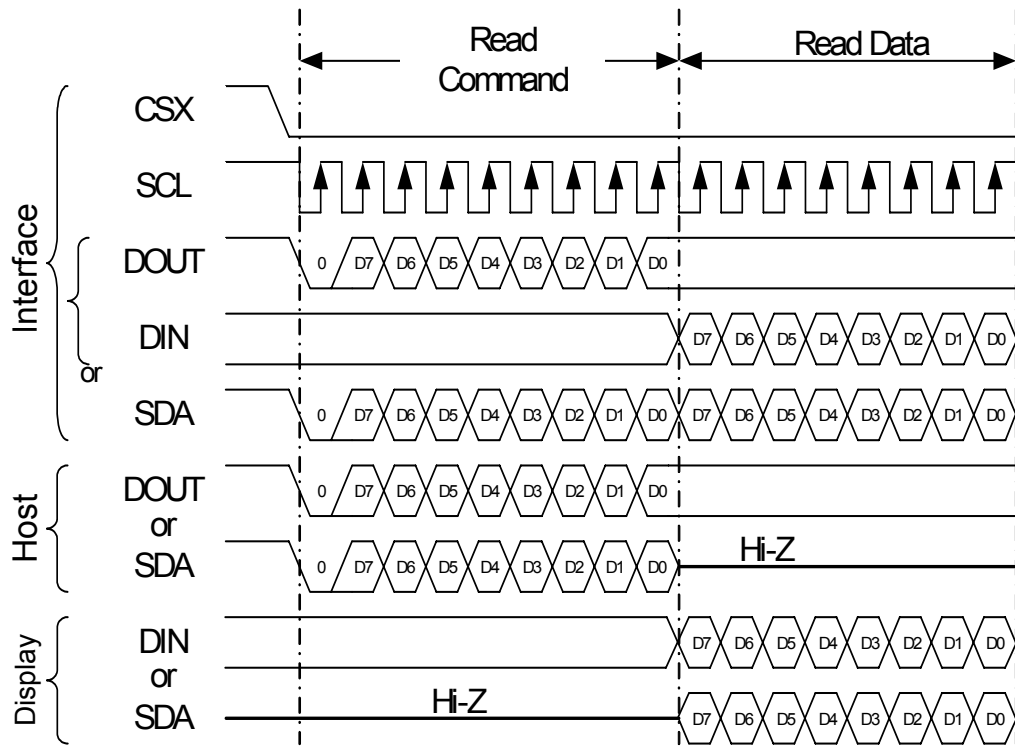 Read
Command
Read Data
Interface
or
CSX
SCL
DOUT
0 D7 D6 D5 D4 D3 D2 D1 D0
DIN
D7 D6 D5 D4 D3 D2 D1 D0
SDA
0 D7 D6 D5 D4 D3 D2 D1 D0 D7 D6 D5 D4 D3 D2 D1 D0
Host
DOUT
0 D7 D6 D5 D4 D3 D2 D1 D0
or
SDA
0 D7 D6 D5 D4 D3 D2 D1 D0
Hi-Z
Display
DIN
D7 D6 D5 D4 D3 D2 D1 D0
or
SDA
Hi-Z
D7 D6 D5 D4 D3 D2 D1 D0